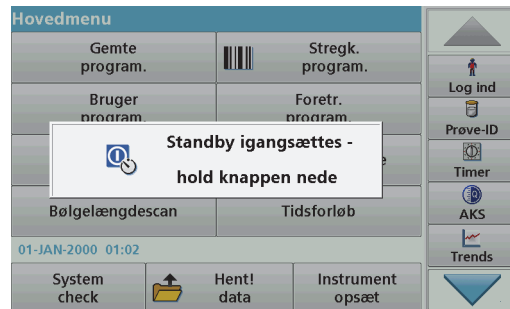 Hovedmenu
Gemte
program.
Stregk.
program.
Bruger
program.
Foretr.
program.
Standby igangsættes -
hold knappen nede
Bølgelængdescan
Tidsforløb
01-JAN-2000 01:02
System
check
Hent!
data
Instrument
opsæt
Log ind
Prøve-ID
Timer
AKS
Trends